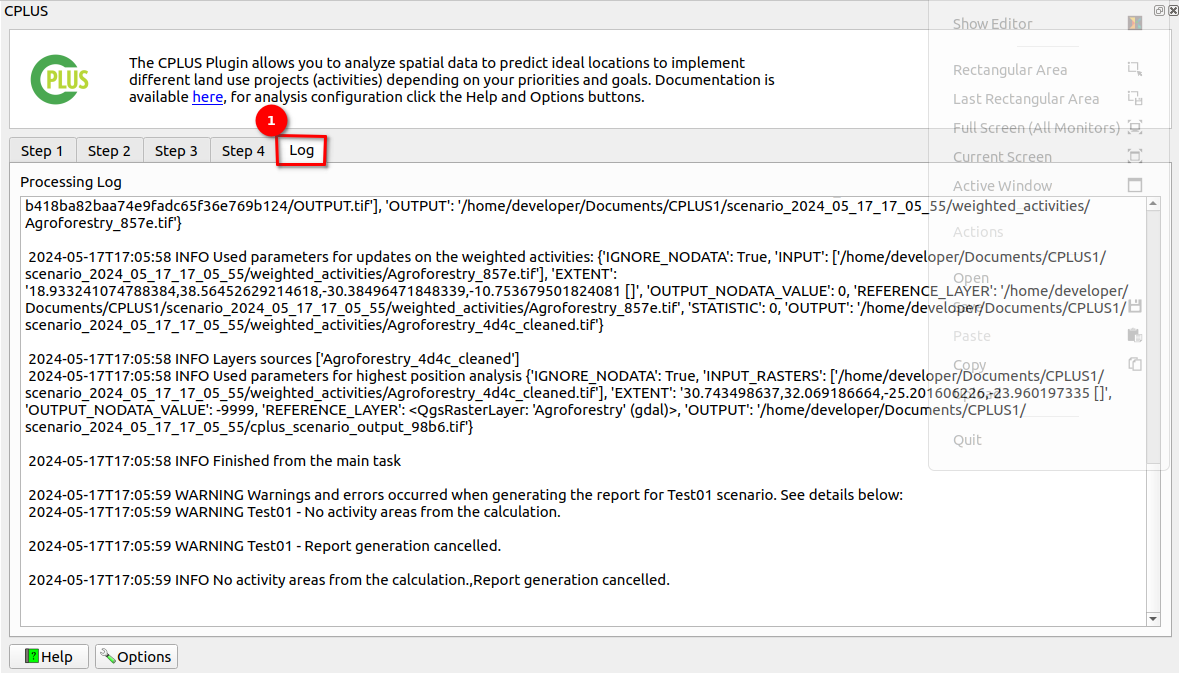 CPLUS
Show Editor
CPLUS
The CPLUS Plugin allows you to analyze spatial data to predict ideal locations to implement
different land use projects (activities) depending on your priorities and goals. Documentation is
available here, for analysis configuration click the Help and Options buttons.
Rectangular Area
Last Rectangular Area
Full Screen (All Monitors)
Current Screen
Active Window
Actions
Open
Paste
Copy
Quit
1
Step 1
Step 2
Step 3
Step 4
Log
Processing Log
b418ba82baa74e9fadc65f36e769b124/OUTPUT.tif'], 'OUTPUT': '/home/developer/Documents/CPLUS1/scenario_2024_05_17_17_05_55/weighted_activities/
Agroforestry_857e.tif'}
2024-05-17T17:05:58 INFO Used parameters for updates on the weighted activities: {'IGNORE_NODATA': True, 'INPUT': ['/home/developer/Documents/CPLUS1/
scenario_2024_05_17_17_05_55/weighted_activities/Agroforestry_857e.tif'], 'EXTENT':
'18.933241074788384,38.56452629214618,-30.38496471848339,-10.753679501824081 []', 'OUTPUT_NODATA_VALUE': 0, 'REFERENCE_LAYER': '/home/developer/
Documents/CPLUS1/scenario_2024_05_17_17_05_55/weighted_activities/Agroforestry_857e.tif', 'STATISTIC': 0, 'OUTPUT': '/home/developer/Documents/CPLUS1/
scenario_2024_05_17_17_05_55/weighted_activities/Agroforestry_4d4c_cleaned.tif'}
2024-05-17T17:05:58 INFO Layers sources ['Agroforestry_4d4c_cleaned']
2024-05-17T17:05:58 INFO Used parameters for highest position analysis {'IGNORE_NODATA': True, 'INPUT_RASTERS': ['/home/developer/Documents/CPLUS1/
scenario_2024_05_17_17_05_55/weighted_activities/Agroforestry_4d4c_cleaned.tif'], 'EXTENT': '30.743498637,32.069186664,-25.201606226,-23.960197335 []',
'OUTPUT_NODATA_VALUE': -9999, 'REFERENCE_LAYER': <QgsRasterLayer: 'Agroforestry' (gdal)>, 'OUTPUT': '/home/developer/Documents/CPLUS1/
scenario_2024_05_17_17_05_55/cplus_scenario_output_98b6.tif'}
2024-05-17T17:05:58 INFO Finished from the main task
2024-05-17T17:05:59 WARNING Warnings and errors occurred when generating the report for Test01 scenario. See details below:
2024-05-17T17:05:59 WARNING Test01 - No activity areas from the calculation.
2024-05-17T17:05:59 WARNING Test01 - Report generation cancelled.
2024-05-17T17:05:59 INFO No activity areas from the calculation.,Report generation cancelled.
Help
Options